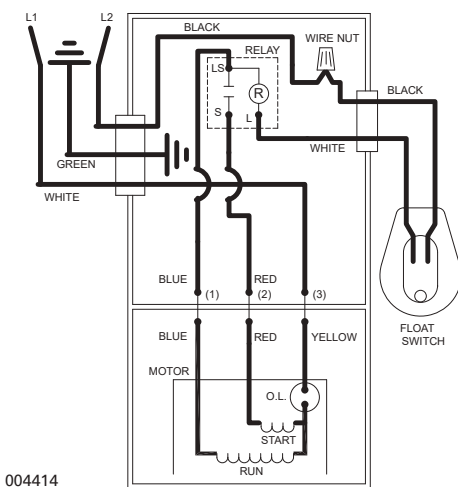 L1
L2
BLACK
WIRE NUT
RELAY
LS
R
BLACK
S
L
WHITE
GREEN
WHITE
BLUE
RED
(1)
(2)
(3)
BLUE
RED
YELLOW
FLOAT
SWITCH
MOTOR
O.L.
START
RUN
004414